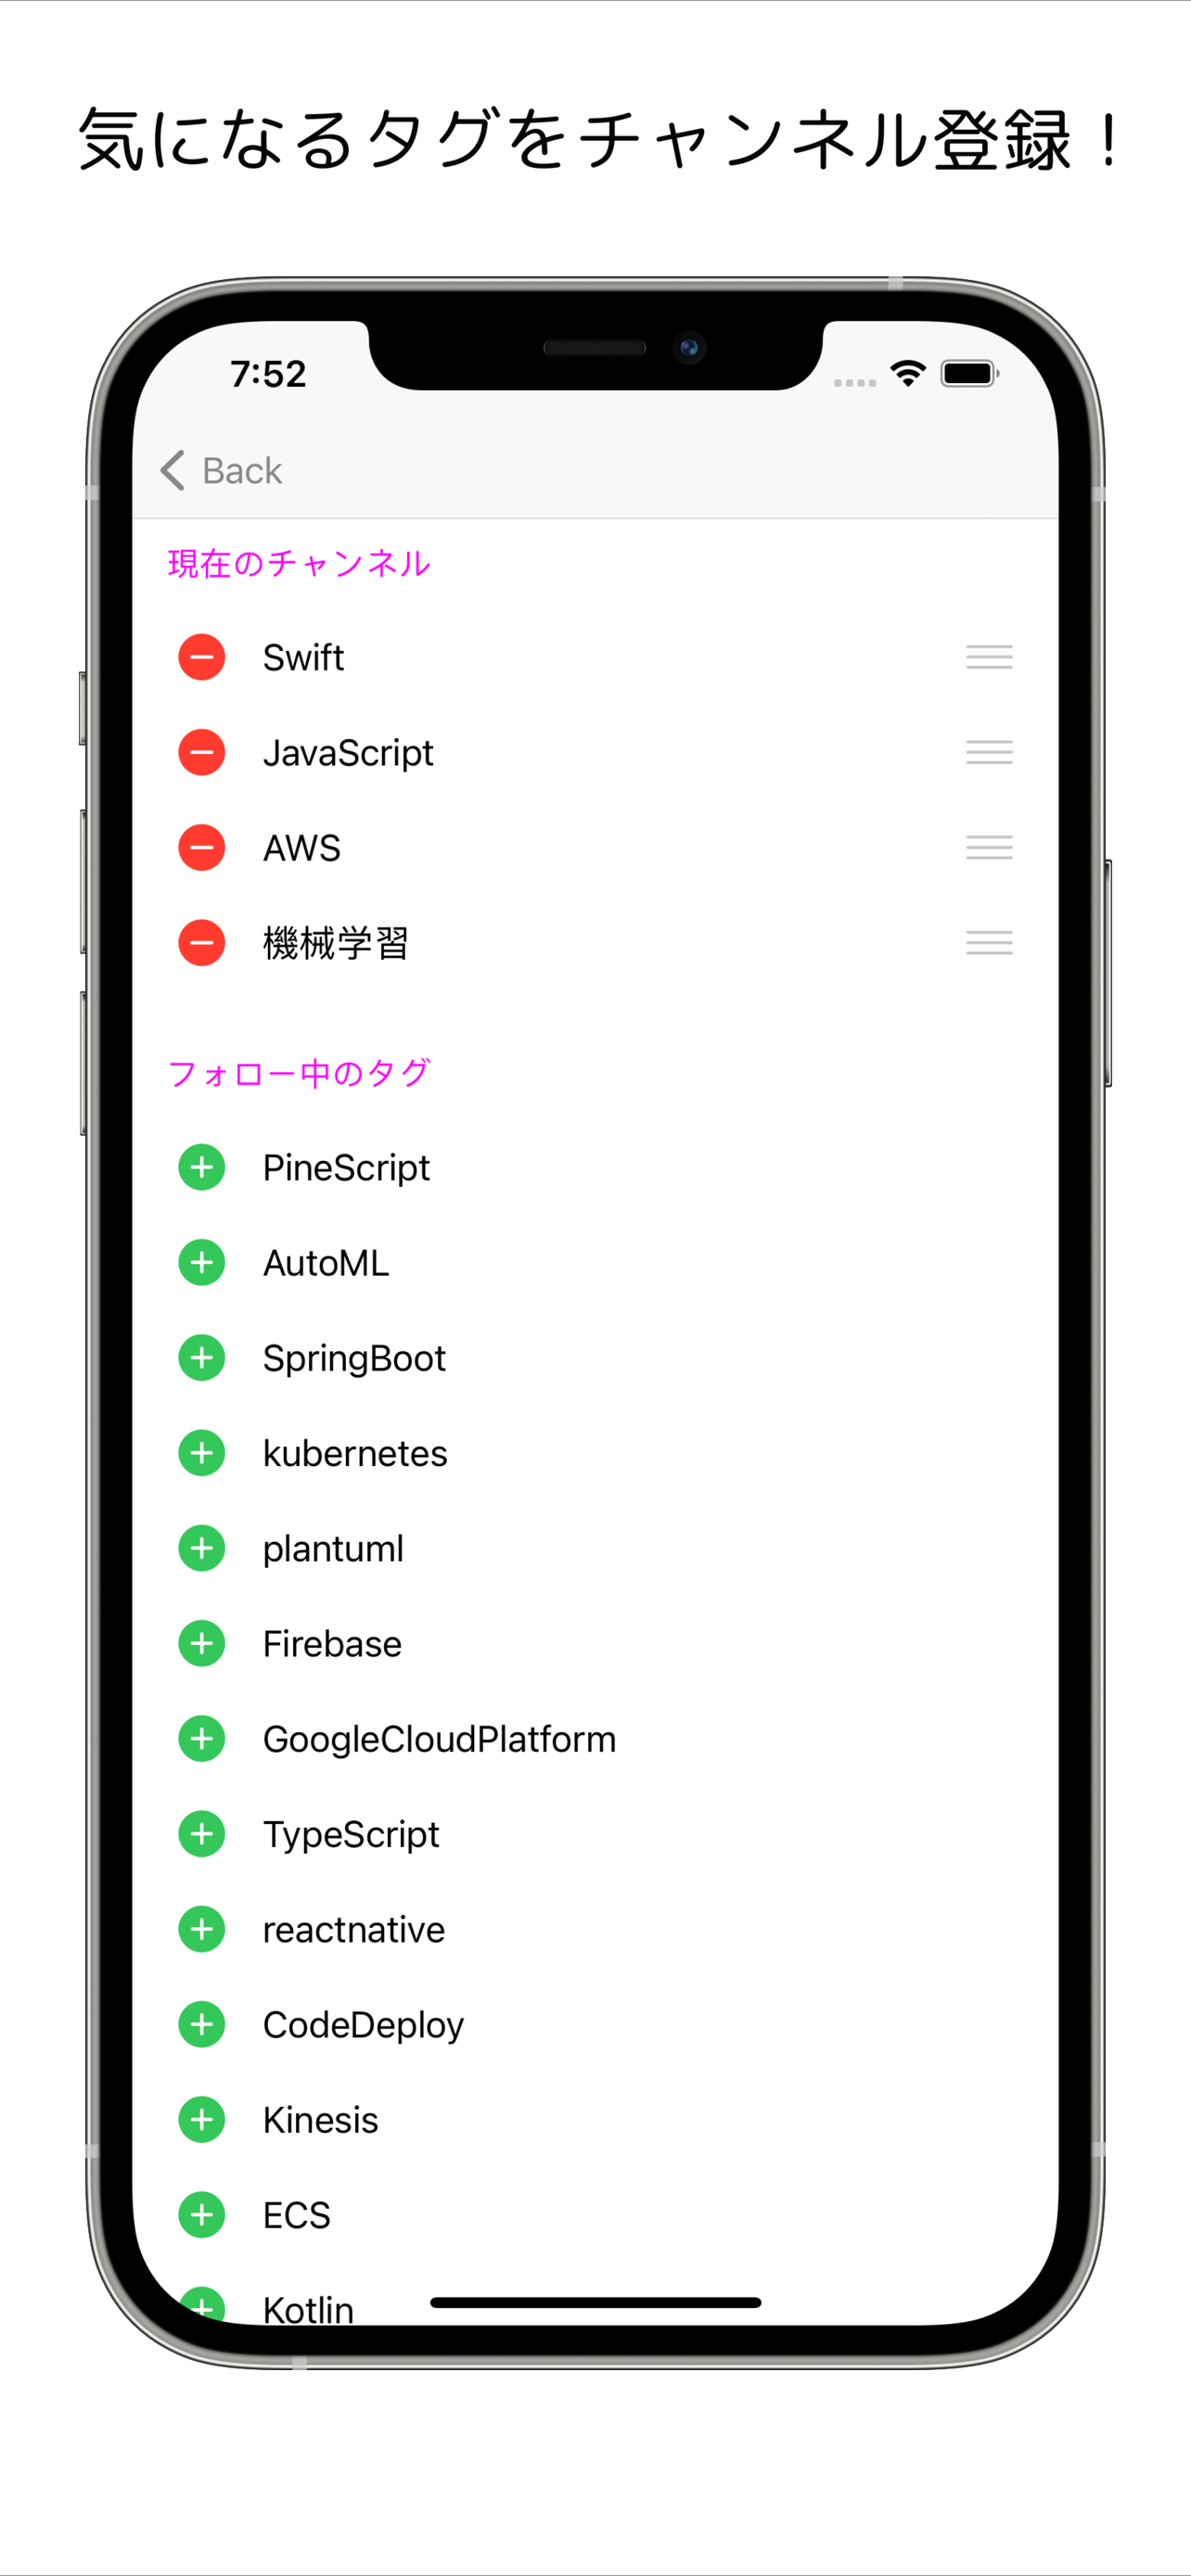 気になるタグをチャンネル登録！
7:52
Back
現在のチャンネル
Swift
JavaScript
AWS
機械学習
フォロー中のタグ
PineScript
AutoML
SpringBoot
kubernetes
plantuml
Firebase
GoogleCloudPlatform
TypeScript
reactnative
CodeDeploy
Kinesis
ECS
Kotlin